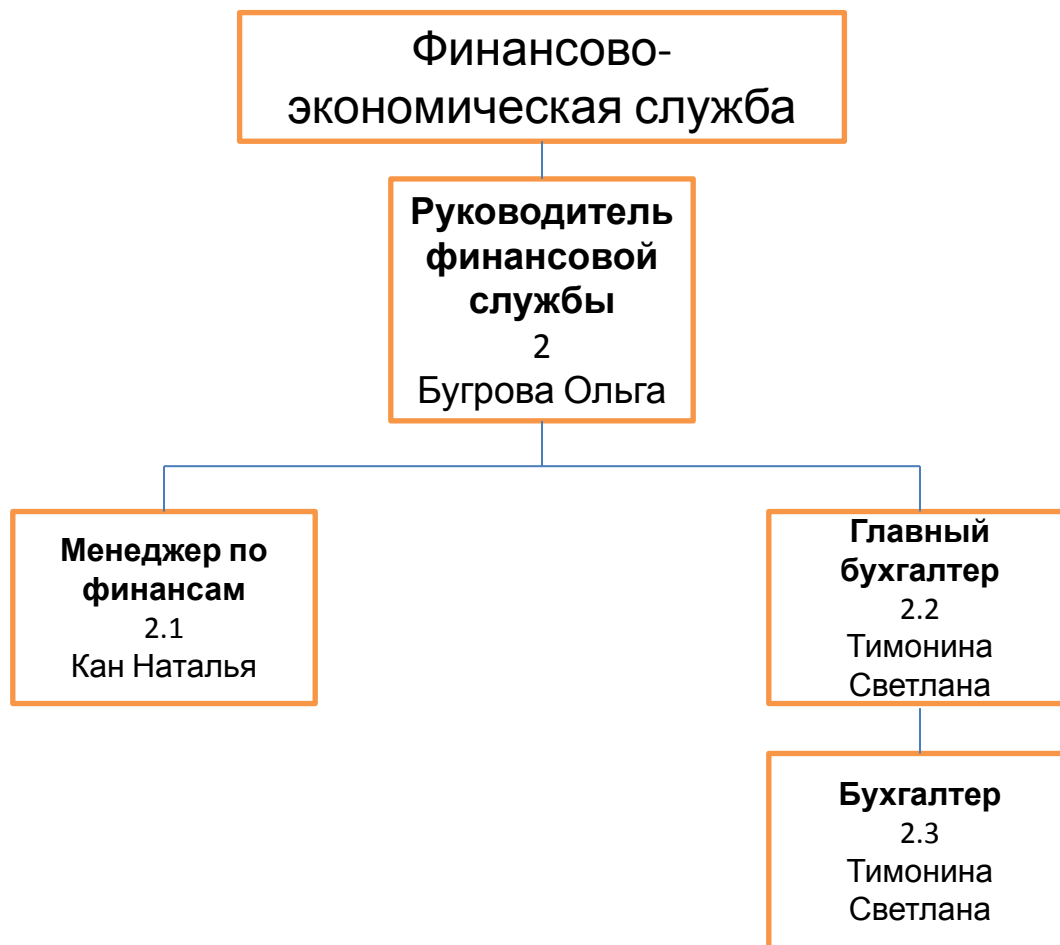 Финансово-
экономическая служба
Руководитель
финансовой
службы
2
Бугрова Ольга
Менеджер по
финансам
2.1
Кан Наталья
Главный
бухгалтер
2.2
Тимонина
Светлана
Бухгалтер
2.3
Тимонина
Светлана